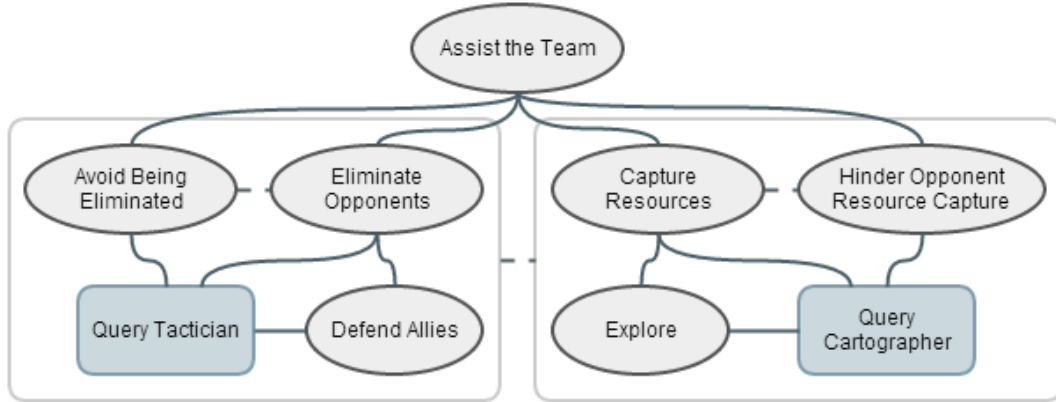 Assist the Team
Avoid Being
Eliminated
Eliminate
Opponents
Capture
Resources
Hinder Opponent
Resource Capture
Query Tactician
Defend Allies
Explore
Query
Cartographer